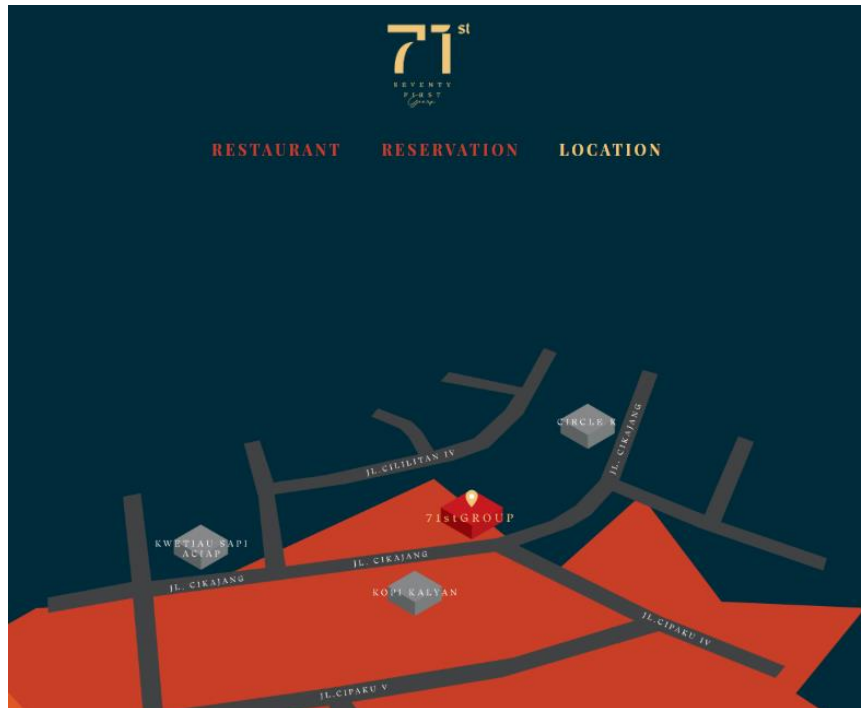 71st
SEVENTY
FIRST
Group
RESTAURANT
RESERVATION
LOCATION
CIRCLE K
JL. CIKAJANG
JL.CILILITAN IV
71stGROUP
KWETIAU SAPI
ACIAP
JL. CIKAJANG
JL. CIKAJANG
KOPI KALYAN
JL.CIPAKU IV
JL.CIPAKU V